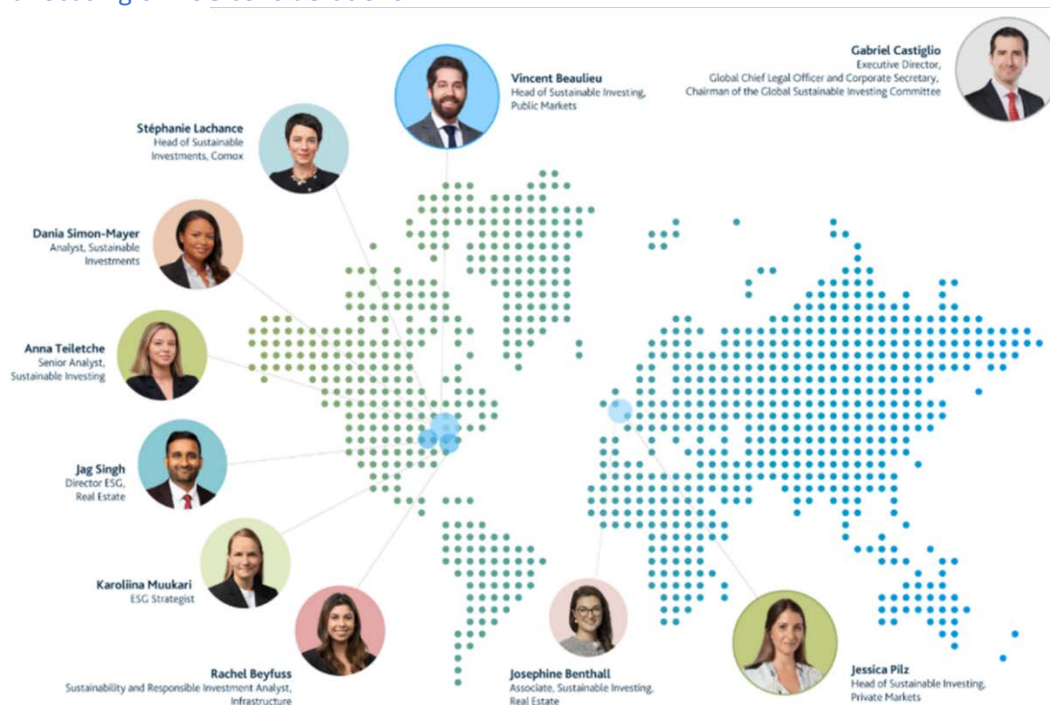 Gabriel Castiglio
Executive Director,
Global Chief Legal Officer and Corporate Secretary,
Chairman of the Global Sustainable Investing Committee
Vincent Beaulieu
Head of Sustainable Investing,
Public Markets
Stéphanie Lachance
Head of Sustainable
Investments, Comox
Dania Simon-Mayer
Analyst, Sustainable
Investments
Anna Teiletche
Senior Analyst,
Sustainable Investing
Jag Singh
Director ESG,
Real Estate
Karoliina Muukari
ESG Strategist
Rachel Beyfuss
Sustainability and Responsible Investment Analyst,
Infrastructure
Josephine Benthall
Associate, Sustainable Investing,
Real Estate
Jessica Pilz
Head of Sustainable Investing,
Private Markets